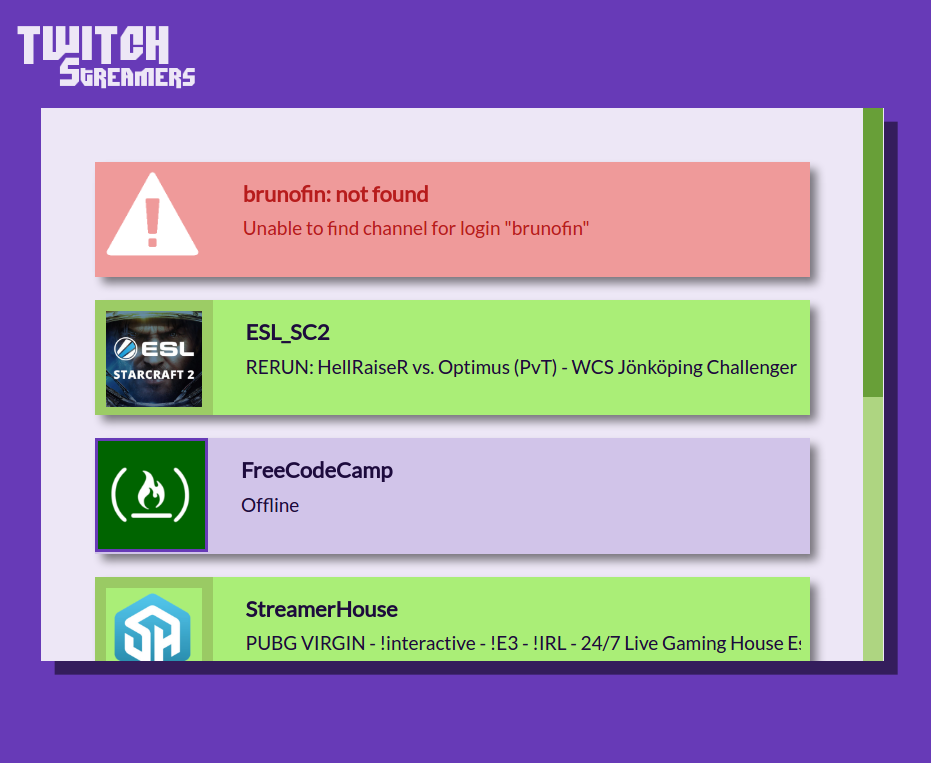 TWITCH
STREAMERS
brunofin: not found
Unable to find channel for login "brunofin"
ESL
STARCRAFT 2
ESL_SC2
RERUN: HellRaiseR vs. Optimus (PvT) - WCS Jönköping Challenger
FreeCodeCamp
Offline
SH
StreamerHouse
PUBG VIRGIN - !interactive - !E3 - !IRL - 24/7 Live Gaming House